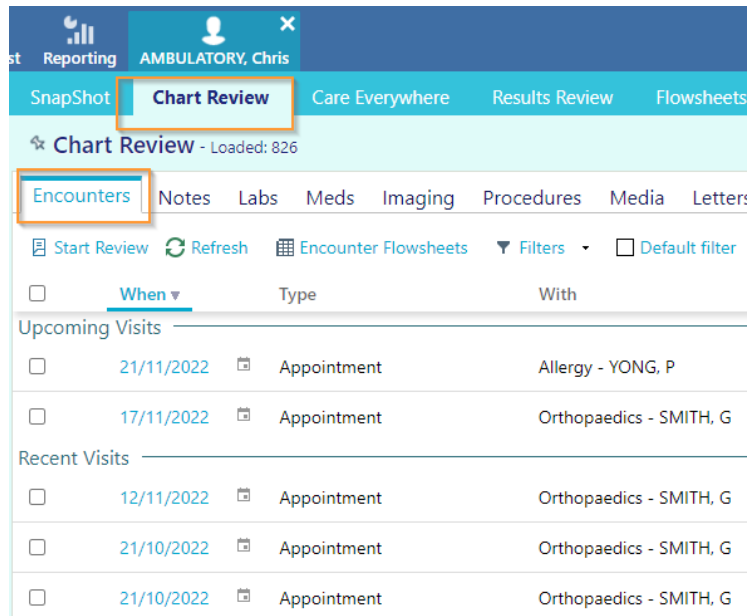 st Reporting AMBULATORY, Chris
SnapShot Chart Review Care Everywhere Results Review Flowsheets
Chart Review - Loaded: 826
Encounters Notes Labs Meds Imaging Procedures Media Letters
Start Review Refresh Encounter Flowsheets Filters Default filter
When Type With
Upcoming Visits
21/11/2022 Appointment Allergy - YONG, P
17/11/2022 Appointment Orthopaedics - SMITH, G
Recent Visits
12/11/2022 Appointment Orthopaedics - SMITH, G
21/10/2022 Appointment Orthopaedics - SMITH, G
21/10/2022 Appointment Orthopaedics - SMITH, G